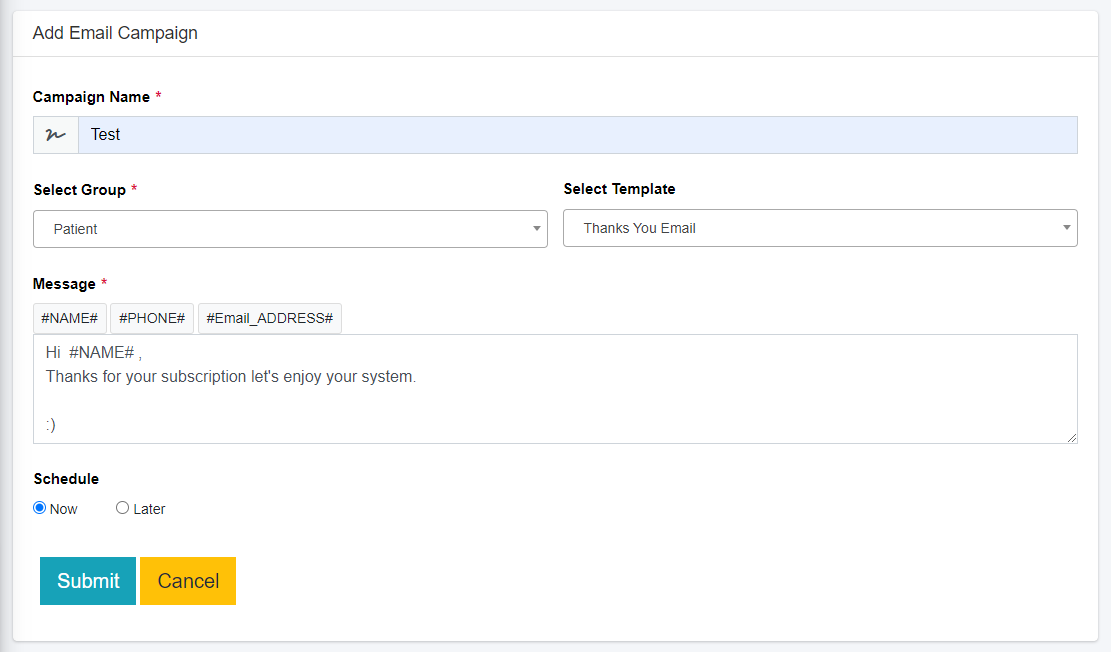 Add Email Campaign
Campaign Name *
Test
Select Group *
Select Template
Patient
Thanks You Email
Message *
#NAME# #PHONE# #Email_ADDRESS#
Hi  #NAME# ,
Thanks for your subscription let's enjoy your system.
:)
Schedule
Now Later
Submit Cancel